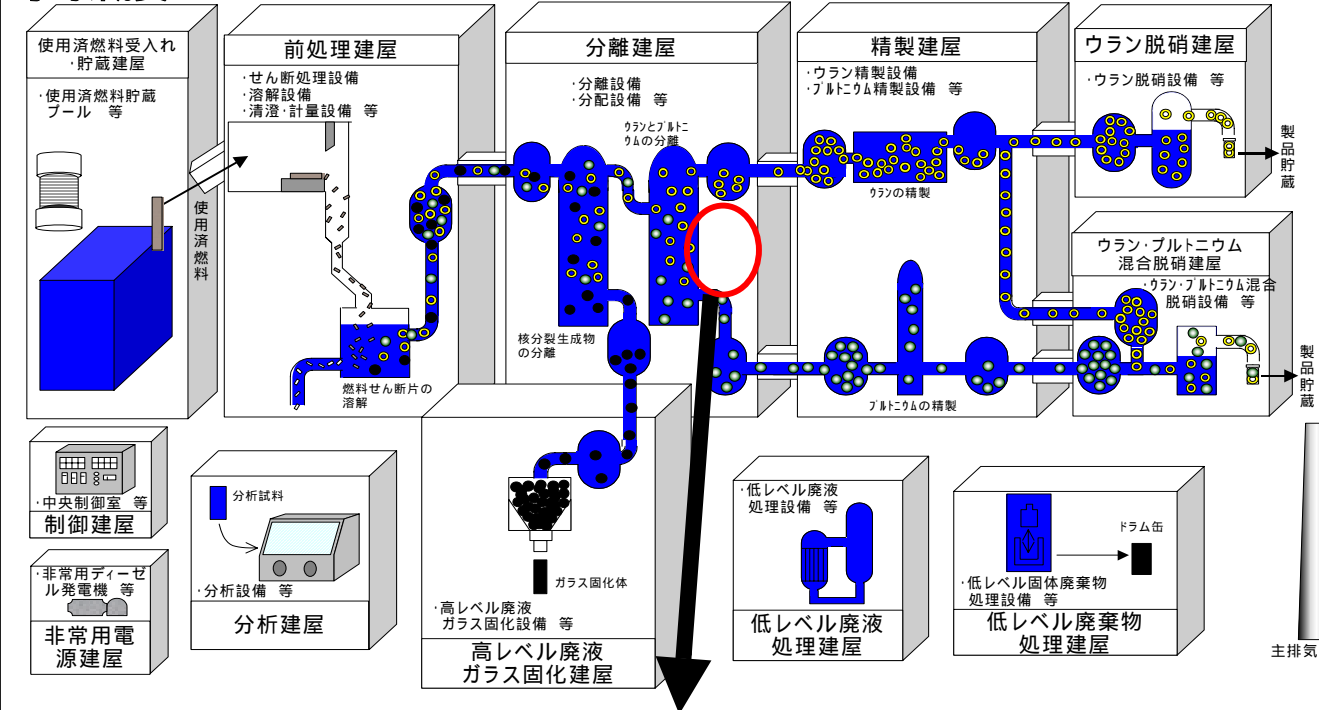 使用済燃料受入れ
・貯蔵建屋
・使用済燃料貯蔵
プール 等
使用済燃料
前処理建屋
・せん断処理設備
・溶解設備
・清澄・計量設備 等
燃料せん断片の
溶解
分離建屋
・分離設備
・分配設備 等
ウランとプルトニ
ウムの分離
核分裂生成物
の分離
精製建屋
・ウラン精製設備
・プルトニウム精製設備 等
ウランの精製
プルトニウムの精製
ウラン脱硝建屋
・ウラン脱硝設備 等
製品貯蔵
ウラン・プルトニウム
混合脱硝建屋
・ウラン・プルトニウム混合
脱硝設備 等
製品貯蔵
・中央制御室 等
制御建屋
・非常用ディーゼ
ル発電機 等
非常用電
源建屋
分析試料
・分析設備 等
分析建屋
ガラス固化体
・高レベル廃液
ガラス固化設備 等
高レベル廃液
ガラス固化建屋
・低レベル廃液
処理設備 等
低レベル廃液
処理建屋
ドラム缶
・低レベル固体廃棄物
処理設備 等
低レベル廃棄物
処理建屋
主排気